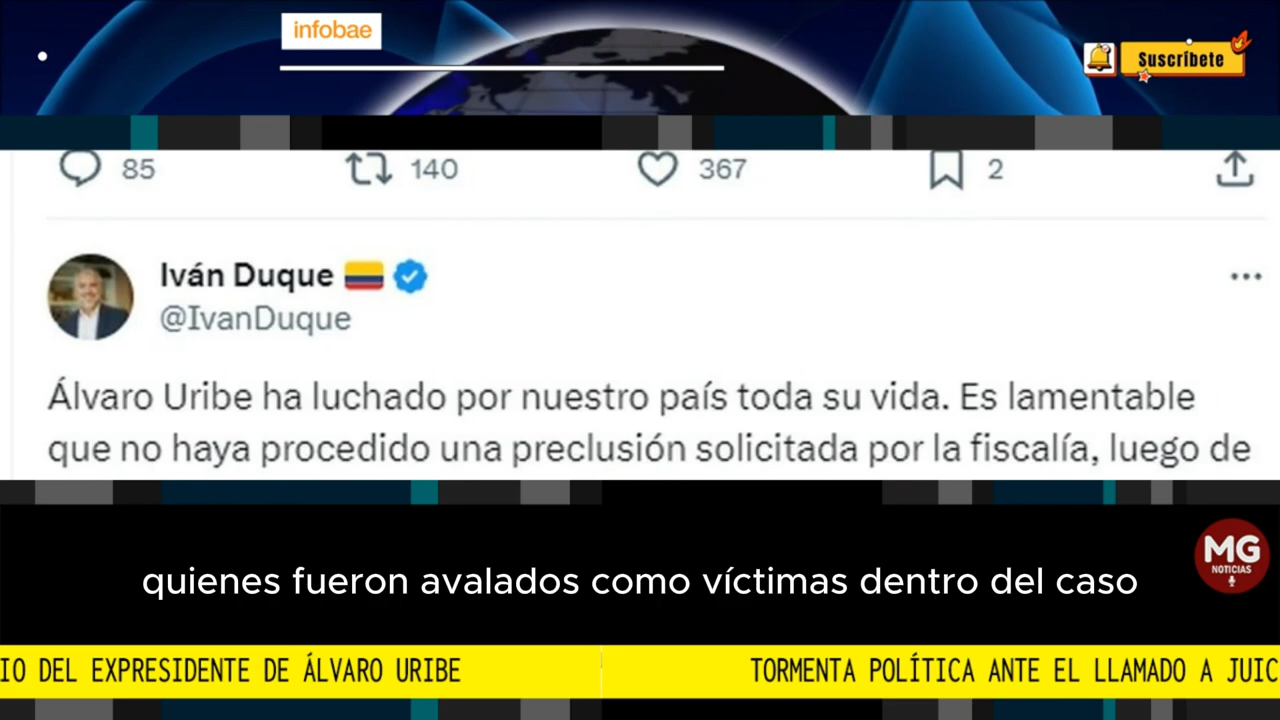 infobae
Suscríbete
85 140 367 2
Iván Duque
@IvanDuque
Álvaro Uribe ha luchado por nuestro país toda su vida. Es lamentable
que no haya procedido una preclusión solicitada por la fiscalía, luego de
MG
NOTICIAS
quienes fueron avalados como víctimas dentro del caso
IO DEL EXPRESIDENTE DE ÁLVARO URIBE TORMENTA POLÍTICA ANTE EL LLAMADO A JUIC